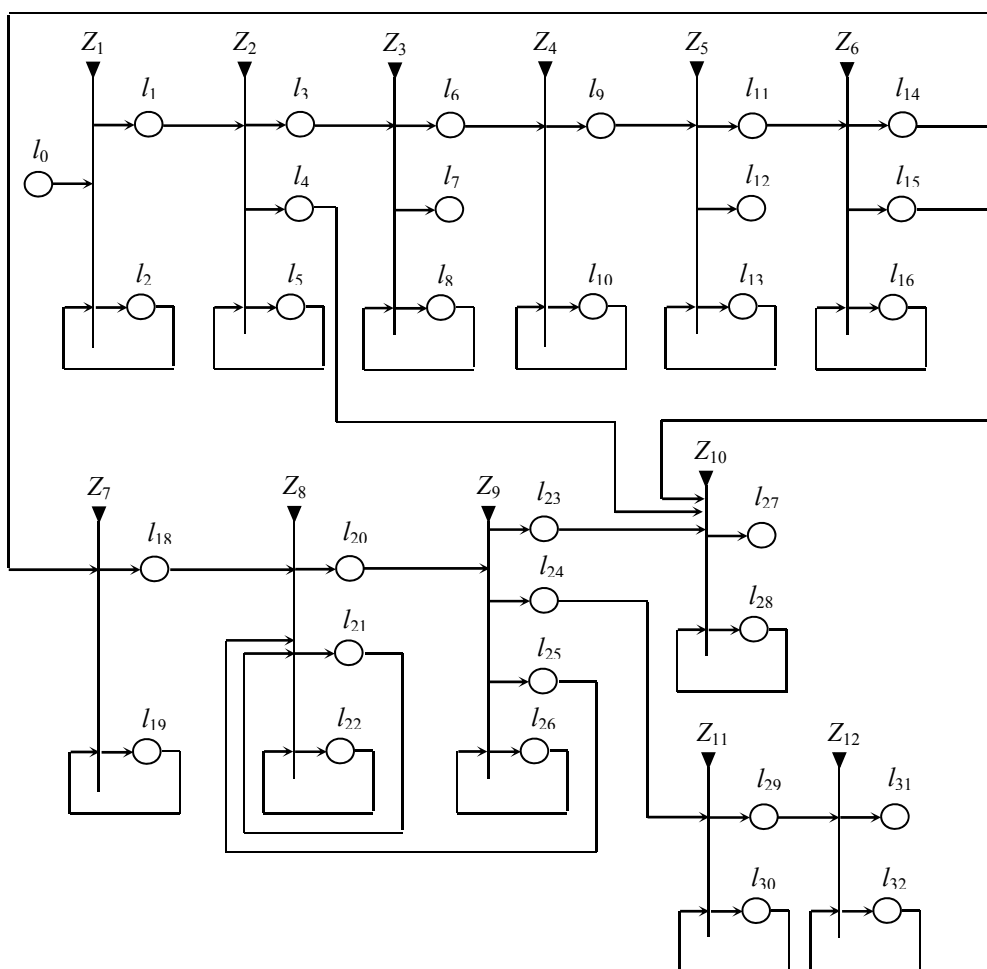 Z₁ Z₂ Z₃ Z₄ Z₅ Z₆
l₁ l₃ l₆ l₉ l₁₁ l₁₄
l₀ l₄ l₇ l₁₂ l₁₅
l₂ l₅ l₈ l₁₀ l₁₃ l₁₆
Z₁₀
Z₇ Z₈ Z₉ l₂₃ l₂₇
l₁₈ l₂₀ l₂₄
l₂₁ l₂₅ l₂₈
l₁₉ l₂₂ l₂₆ Z₁₁ Z₁₂
l₂₉ l₃₁
l₃₀ l₃₂